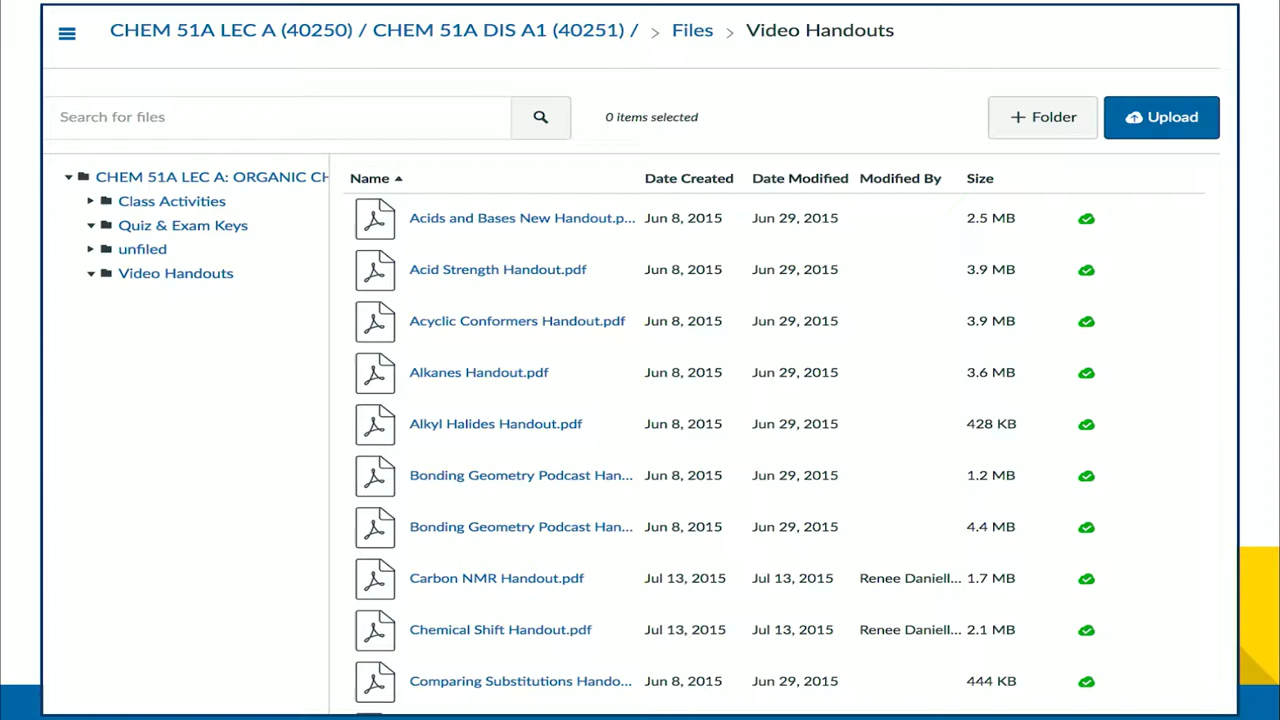 CHEM 51A LEC A (40250) / CHEM 51A DIS A1 (40251) / > Files > Video Handouts
Search for files
0 items selected
+ Folder
Upload
CHEM 51A LEC A: ORGANIC CH
Class Activities
Quiz & Exam Keys
unfiled
Video Handouts
Name Date Created Date Modified Modified By Size
Acids and Bases New Handout.p... Jun 8, 2015 Jun 29, 2015 2.5 MB
Acid Strength Handout.pdf Jun 8, 2015 Jun 29, 2015 3.9 MB
Acyclic Conformers Handout.pdf Jun 8, 2015 Jun 29, 2015 3.9 MB
Alkanes Handout.pdf Jun 8, 2015 Jun 29, 2015 3.6 MB
Alkyl Halides Handout.pdf Jun 8, 2015 Jun 29, 2015 428 KB
Bonding Geometry Podcast Han... Jun 8, 2015 Jun 29, 2015 1.2 MB
Bonding Geometry Podcast Han... Jun 8, 2015 Jun 29, 2015 4.4 MB
Carbon NMR Handout.pdf Jul 13, 2015 Jul 13, 2015 Renee Daniell... 1.7 MB
Chemical Shift Handout.pdf Jul 13, 2015 Jul 13, 2015 Renee Daniell... 2.1 MB
Comparing Substitutions Hando... Jun 8, 2015 Jun 29, 2015 444 KB